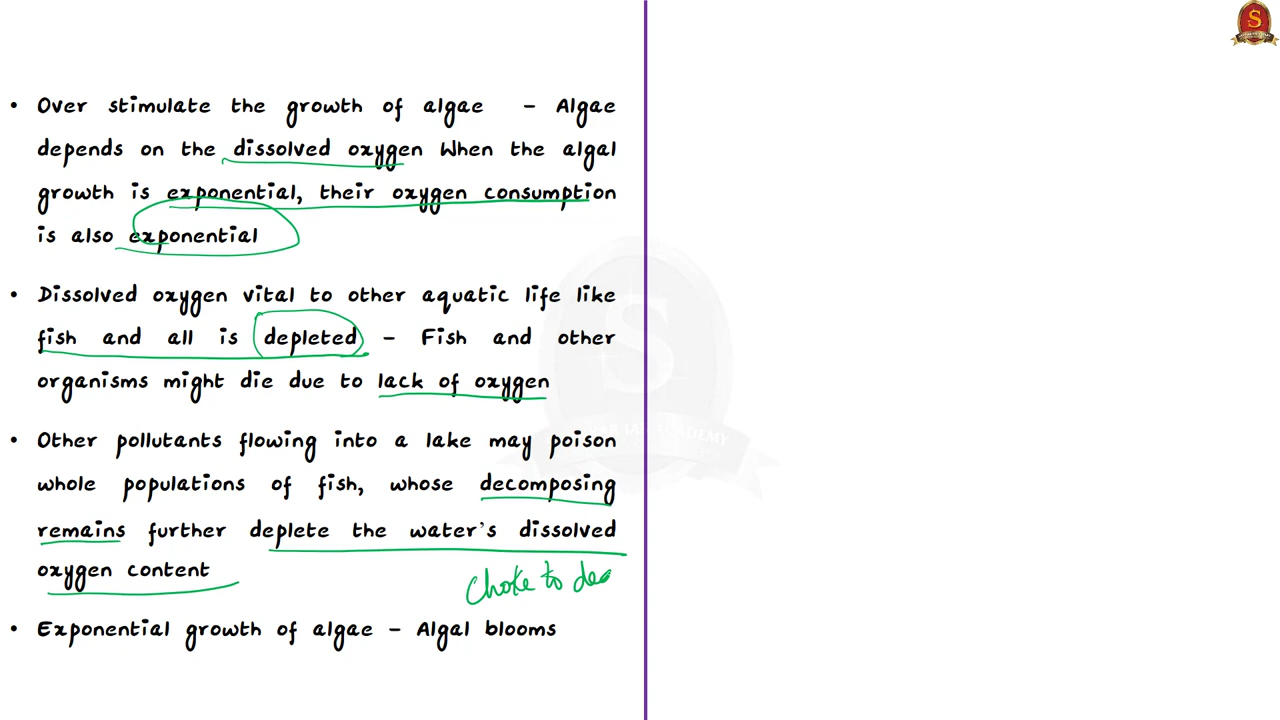 • Over stimulate the growth of algae – Algae
depends on the dissolved oxygen When the algal
growth is exponential, their oxygen consumption
is also exponential
• Dissolved oxygen vital to other aquatic life like
fish and all is depleted – Fish and other
organisms might die due to lack of oxygen
• Other pollutants flowing into a lake may poison
whole populations of fish, whose decomposing
remains further deplete the water's dissolved
oxygen content
Choke to
• Exponential growth of algae – Algal blooms
S
S
ACADEMY